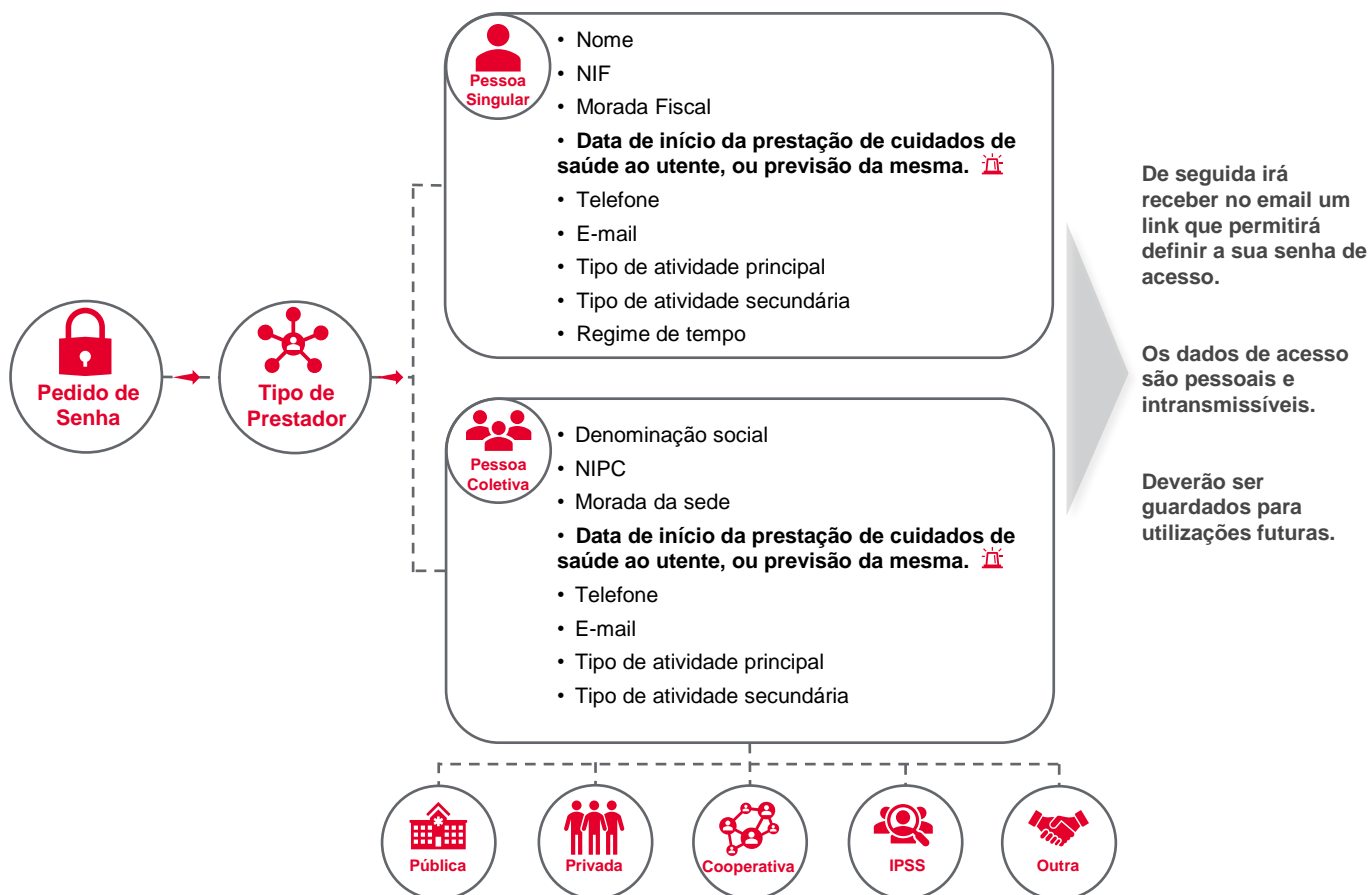 Pedido de
Senha
Tipo de
Prestador
Pessoa
Singular
• Nome
• NIF
• Morada Fiscal
• Data de início da prestação de cuidados de
saúde ao utente, ou previsão da mesma.
• Telefone
• E-mail
• Tipo de atividade principal
• Tipo de atividade secundária
• Regime de tempo
Pessoa
Coletiva
• Denominação social
• NIPC
• Morada da sede
• Data de início da prestação de cuidados de
saúde ao utente, ou previsão da mesma.
• Telefone
• E-mail
• Tipo de atividade principal
• Tipo de atividade secundária
Pública
Privada
Cooperativa
IPSS
Outra
De seguida irá
receber no email um
link que permitirá
definir a sua senha de
acesso.
Os dados de acesso
são pessoais e
intransmissíveis.
Deverão ser
guardados para
utilizações futuras.